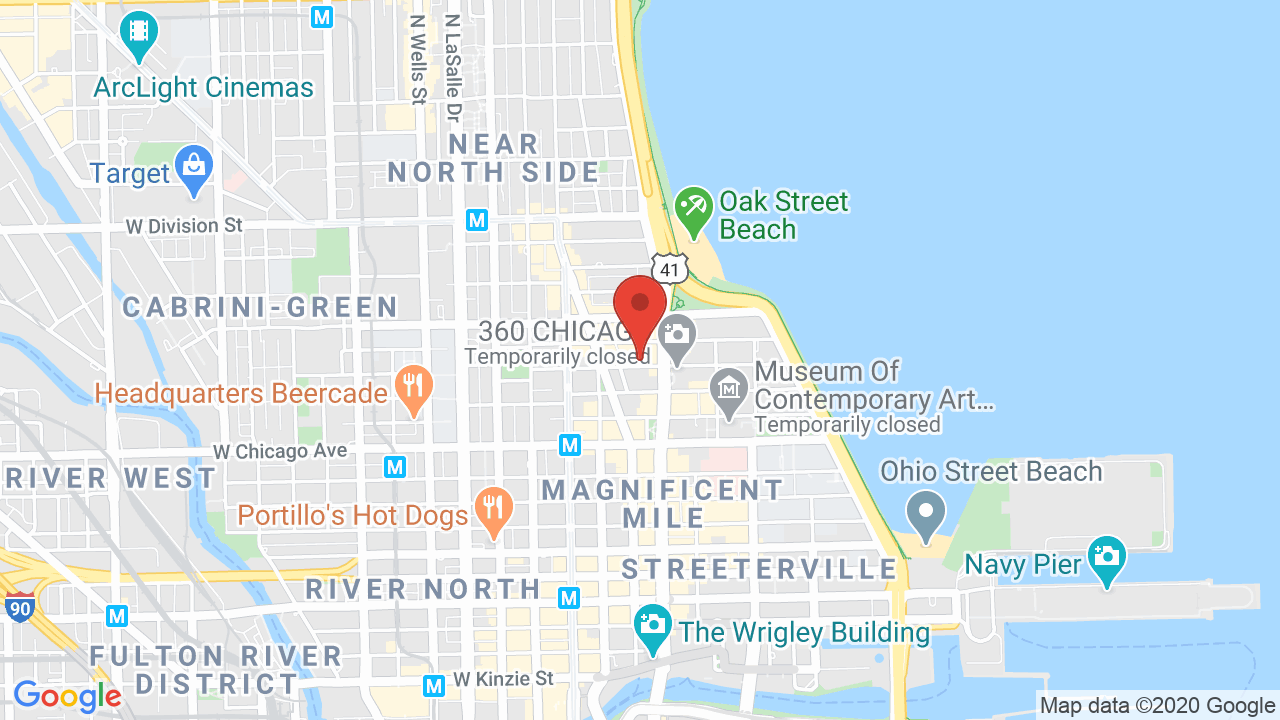 M
N Wells St
N LaSalle Dr
ArcLight Cinemas
NEAR
NORTH SIDE
Target
Oak Street
Beach
W Division St
M
41
CABRINI-GREEN
360 CHICAG
Temporarily closed
Museum Of
Contemporary Art...
Temporarily closed
Headquarters Beercade
W Chicago Ave
M
M
RIVER WEST
Ohio Street Beach
MAGNIFICENT
MILE
Portillo's Hot Dogs
Navy Pier
STREETERVILLE
RIVER NORTH
90
M
M
The Wrigley Building
FULTON RIVER
DISTRICT
W Kinzie St
M
Google
Map data ©2020 Google